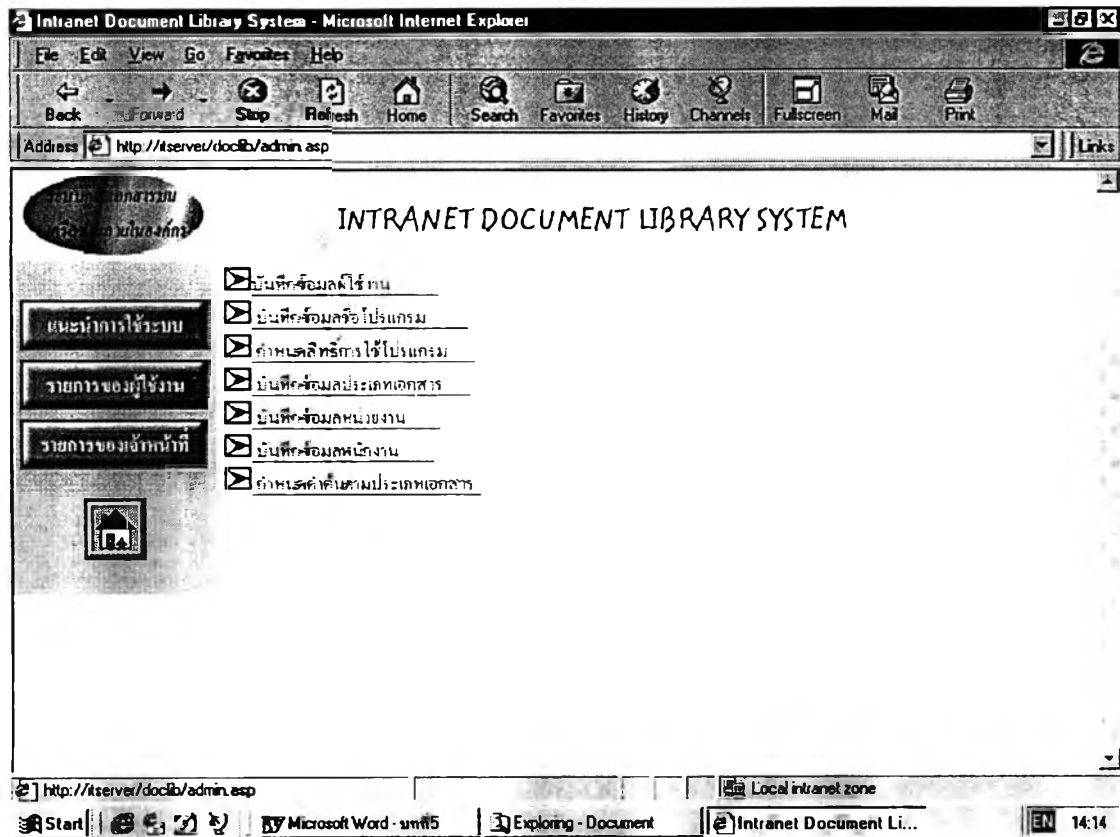 Intranet Document Library System - Microsoft Internet Explorer
File Edit View Go Favorites Help
Back Forward Stop Refresh Home Search Favorites History Channels Fullscreen Mail Print
Address http://itserver/doclib/admin.asp Links
INTRANET DOCUMENT LIBRARY SYSTEM
บันทึกข้อมูลผู้ใช้งาน
บันทึกข้อมูลชื่อโปรแกรม
แนะนำการใช้ระบบ
กำหนดสิทธิ์การใช้โปรแกรม
รายการของผู้ใช้งาน
บันทึกข้อมูลประเภทเอกสาร
บันทึกข้อมูลหน่วยงาน
รายการของเจ้าหน้าที่
บันทึกข้อมูลพนักงาน
กำหนดคำค้นตามประเภทเอกสาร
http://itserver/doclib/admin.asp Local intranet zone
Start Microsoft Word - บทที่5 Exploring - Document Intranet Document Li... EN 14:14